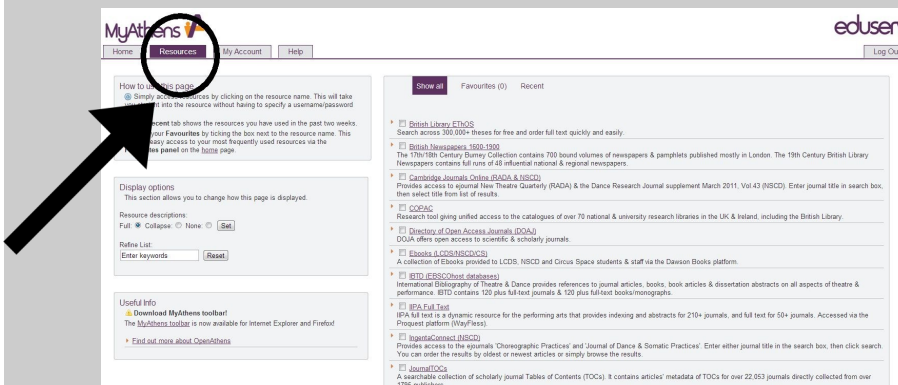 MyAthens
eduser
Home Resources My Account Help
Log Ou
How to use this page
Simply access resources by clicking on the resource name. This will take
into the resource without having to specify a username/password
ecent tab shows the resources you have used in the past two weeks.
your Favourites by ticking the box next to the resource name. This
easy access to your most frequently used resources via the
tes panel on the home page.
Display options
This section allows you to change how this page is displayed.
Resource descriptions:
Full: Collapse: None: Set
Refine List:
Enter keywords Reset
Useful Info
Download MyAthens toolbar!
The MyAthens toolbar is now available for Internet Explorer and Firefox!
Find out more about OpenAthens
Show all Favourites (0) Recent
British Library EThOS
Search across 300,000+ theses for free and order full text quickly and easily.
British Newspapers 1600-1900
The 17th/18th Century Burney Collection contains 700 bound volumes of newspapers & pamphlets published mostly in London. The 19th Century British Library
Newspapers contains full runs of 48 influential national & regional newspapers.
Cambridge Journals Online (RADA & NSCD)
Provides access to ejournal New Theatre Quarterly (RADA) & the Dance Research Journal supplement March 2011, Vol.43 (NSCD). Enter journal title in search box,
then select title from list of results.
COPAC
Research tool giving unified access to the catalogues of over 70 national & university research libraries in the UK & Ireland, including the British Library.
Directory of Open Access Journals (DOAJ)
DOJA offers open access to scientific & scholarly journals.
Ebooks (LCDS/NSCD/CS)
A collection of Ebooks provided to LCDS, NSCD and Circus Space students & staff via the Dawson Books platform.
IBTD (EBSCOhost databases)
International Bibliography of Theatre & Dance provides references to journal articles, books, book articles & dissertation abstracts on all aspects of theatre &
performance. IBTD contains 120 plus full-text journals & 120 plus full-text books/monographs.
IIPA Full Text
IIPA full text is a dynamic resource for the performing arts that provides indexing and abstracts for 210+ journals, and full text for 50+ journals. Accessed via the
Proquest platform (WayFless).
IngentaConnect (NSCD)
Provides access to the ejournals 'Choreographic Practices' and 'Journal of Dance & Somatic Practices'. Enter either journal title in the search box, then click search.
You can order the results by oldest or newest articles or simply browse the results.
JournalTOCs
A searchable collection of scholarly journal Tables of Contents (TOCs). It contains articles' metadata of TOCs for over 22,053 journals directly collected from over
1796 publishers.